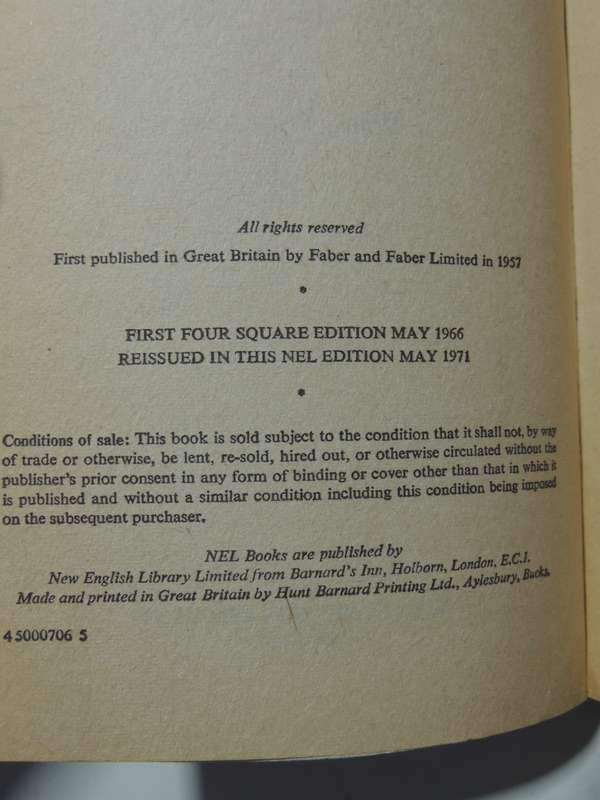 All rights reserved
First published in Great Britain by Faber and Faber Limited in 1957
*
FIRST FOUR SQUARE EDITION MAY 1966
REISSUED IN THIS NEL EDITION MAY 1971
*
Conditions of sale: This book is sold subject to the condition that it shall not, by way
of trade or otherwise, be lent, re-sold, hired out, or otherwise circulated without the
publisher's prior consent in any form of binding or cover other than that in which it
is published and without a similar condition including this condition being imposed
on the subsequent purchaser.
NEL Books are published by
New English Library Limited from Barnard's Inn, Holborn, London, E.C.1.
Made and printed in Great Britain by Hunt Barnard Printing Ltd., Aylesbury, Bucks.
45000706 5